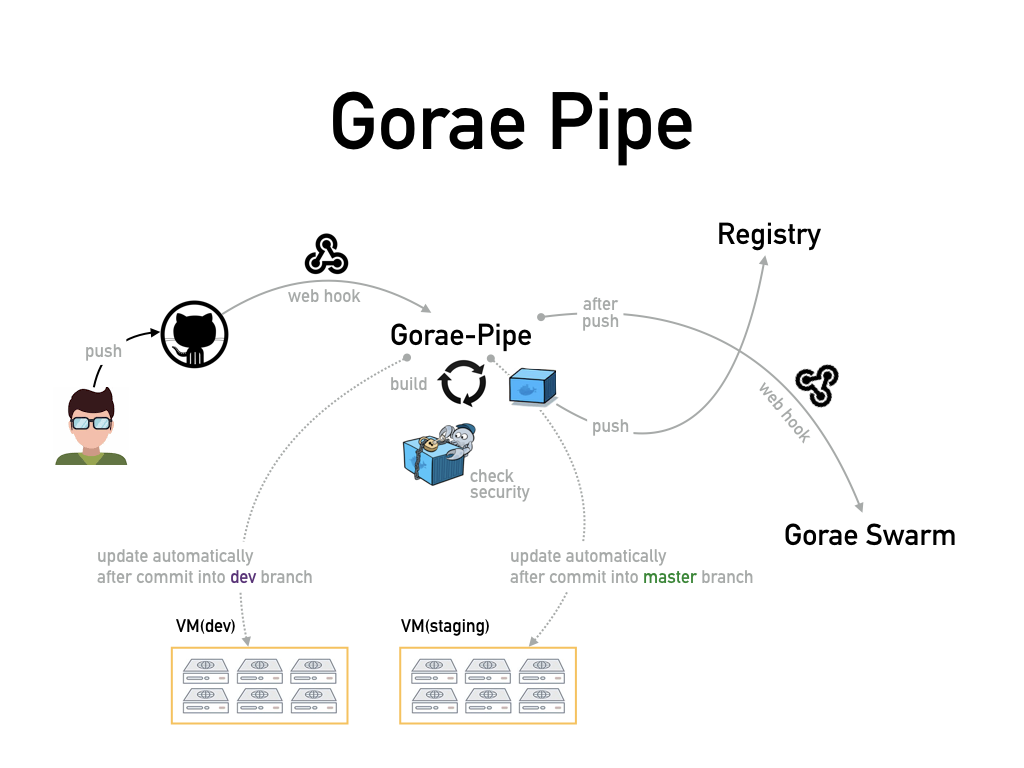 Gorae Pipe
Registry
web hook
after
push
Gorae-Pipe
push
build
push
web hook
check
security
Gorae Swarm
update automatically
after commit into dev branch
update automatically
after commit into master branch
VM(dev)
VM(staging)